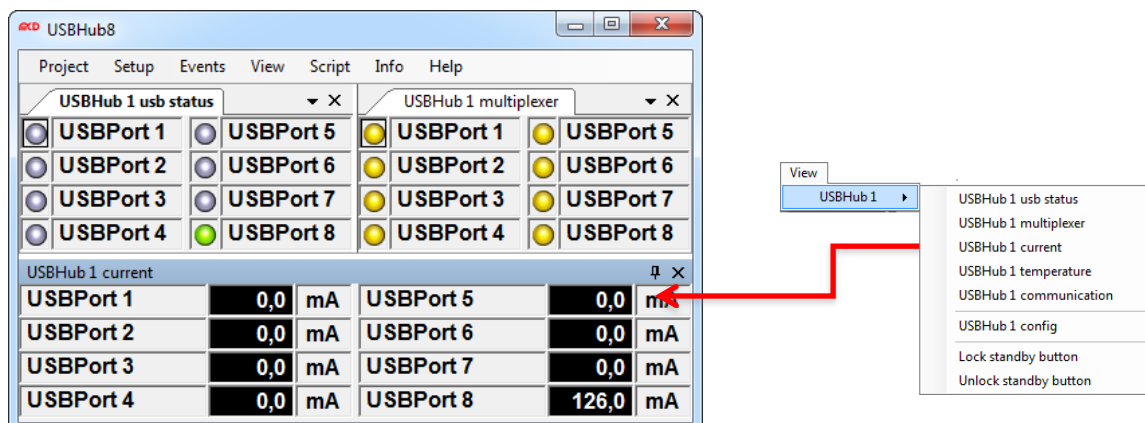 GXD USBHub8
Project Setup Events View Script Info Help
USBHub 1 usb status USBHub 1 multiplexer
USBPort 1 USBPort 5 USBPort 1 USBPort 5
USBPort 2 USBPort 6 USBPort 2 USBPort 6
USBPort 3 USBPort 7 USBPort 3 USBPort 7
USBPort 4 USBPort 8 USBPort 4 USBPort 8
USBHub 1 current
USBPort 1 0,0 mA USBPort 5 0,0 mA
USBPort 2 0,0 mA USBPort 6 0,0 mA
USBPort 3 0,0 mA USBPort 7 0,0 mA
USBPort 4 0,0 mA USBPort 8 126,0 mA
View
USBHub 1
USBHub 1 usb status
USBHub 1 multiplexer
USBHub 1 current
USBHub 1 temperature
USBHub 1 communication
USBHub 1 config
Lock standby button
Unlock standby button